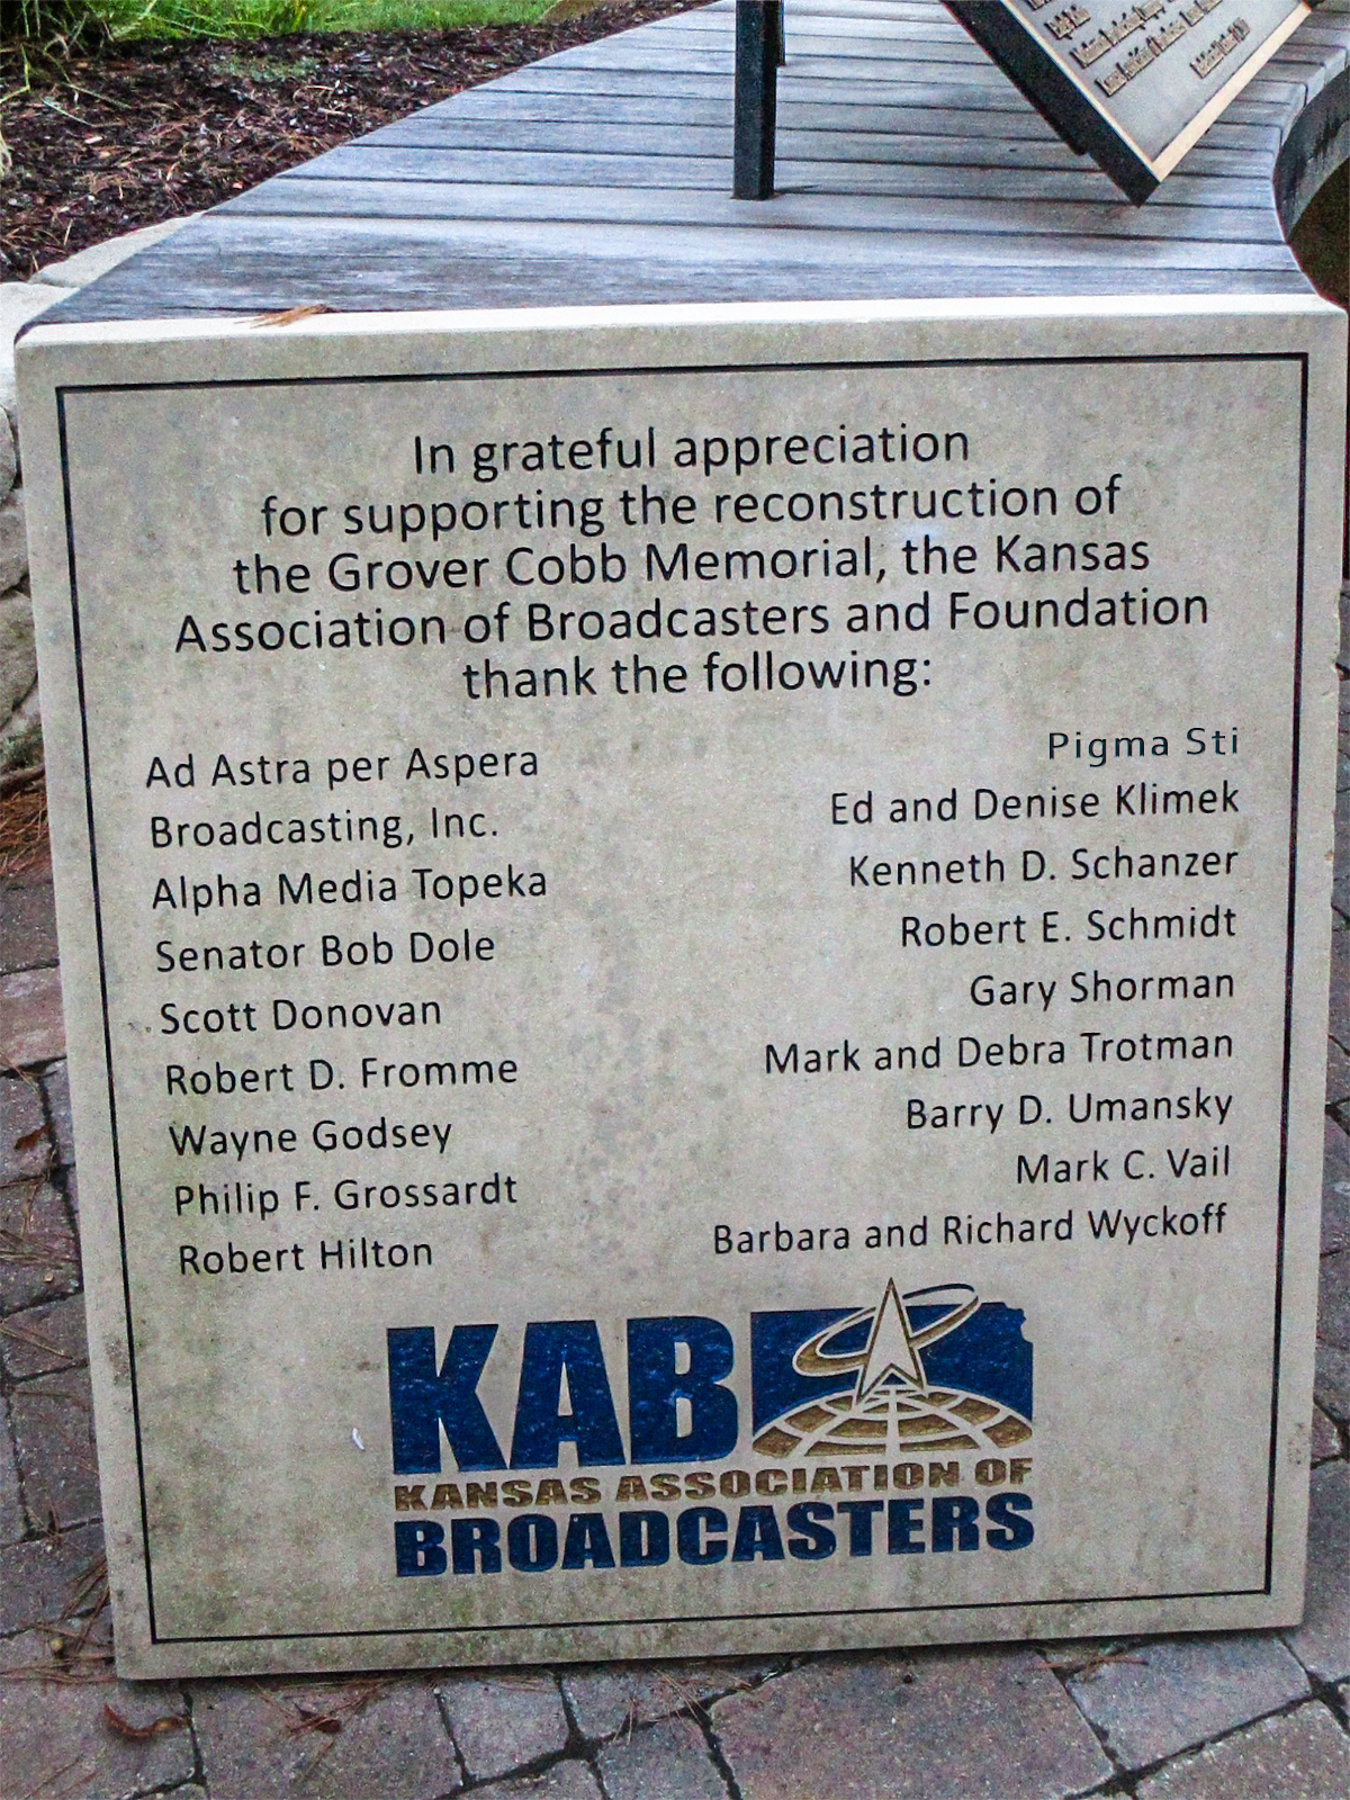 In grateful appreciation
for supporting the reconstruction of
the Grover Cobb Memorial, the Kansas
Association of Broadcasters and Foundation
thank the following:
Ad Astra per Aspera
Broadcasting, Inc.
Alpha Media Topeka
Senator Bob Dole
Scott Donovan
Robert D. Fromme
Wayne Godsey
Philip F. Grossardt
Robert Hilton
Pigma Sti
Ed and Denise Klimek
Kenneth D. Schanzer
Robert E. Schmidt
Gary Shorman
Mark and Debra Trotman
Barry D. Umansky
Mark C. Vail
Barbara and Richard Wyckoff
KAB
KANSAS ASSOCIATION OF
BROADCASTERS